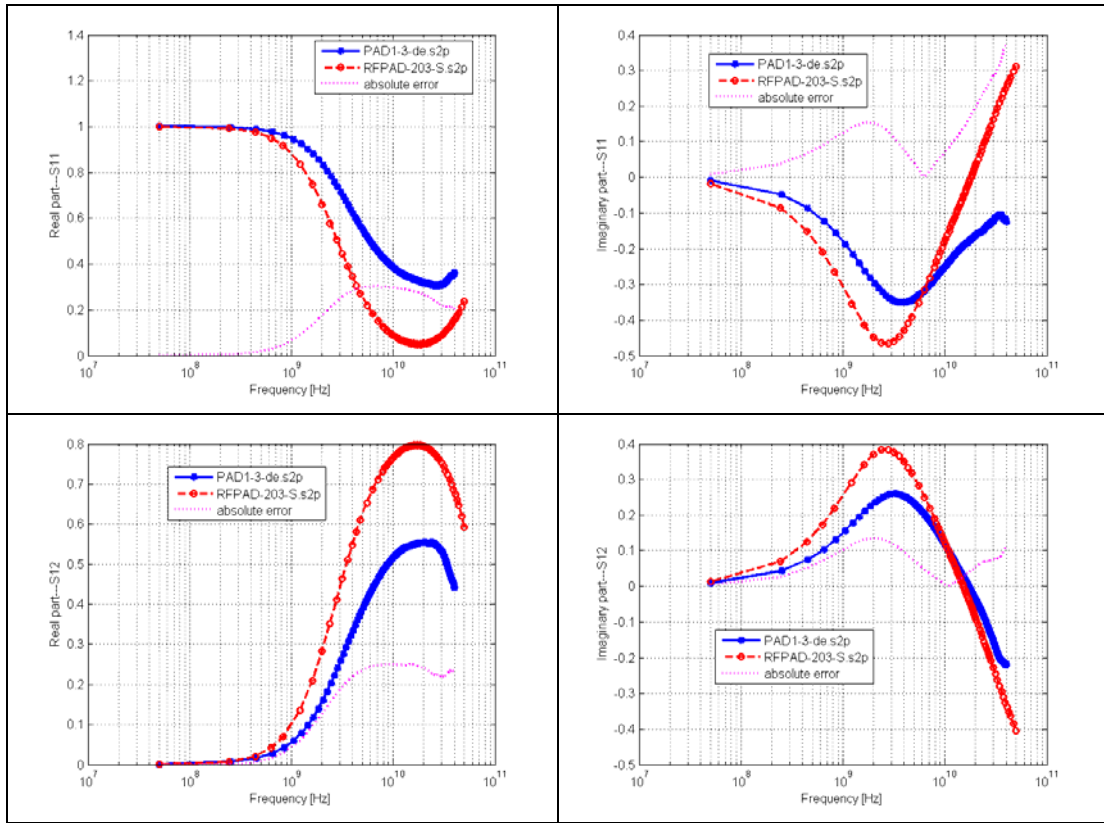 PAD1-3-de.s2p
RFPAD-203-S.s2p
absolute error
Real part---S11
1.4
1.2
1
0.8
0.6
0.4
0.2
0
10^7
10^8
10^9
10^10
10^11
Frequency [Hz]
PAD1-3-de.s2p
RFPAD-203-S.s2p
absolute error
Imaginary part---S11
0.4
0.3
0.2
0.1
0
-0.1
-0.2
-0.3
-0.4
-0.5
10^7
10^8
10^9
10^10
10^11
Frequency [Hz]
PAD1-3-de.s2p
RFPAD-203-S.s2p
absolute error
Real part---S12
0.8
0.7
0.6
0.5
0.4
0.3
0.2
0.1
0
10^7
10^8
10^9
10^10
10^11
Frequency [Hz]
PAD1-3-de.s2p
RFPAD-203-S.s2p
absolute error
Imaginary part---S12
0.4
0.3
0.2
0.1
0
-0.1
-0.2
-0.3
-0.4
-0.5
10^7
10^8
10^9
10^10
10^11
Frequency [Hz]